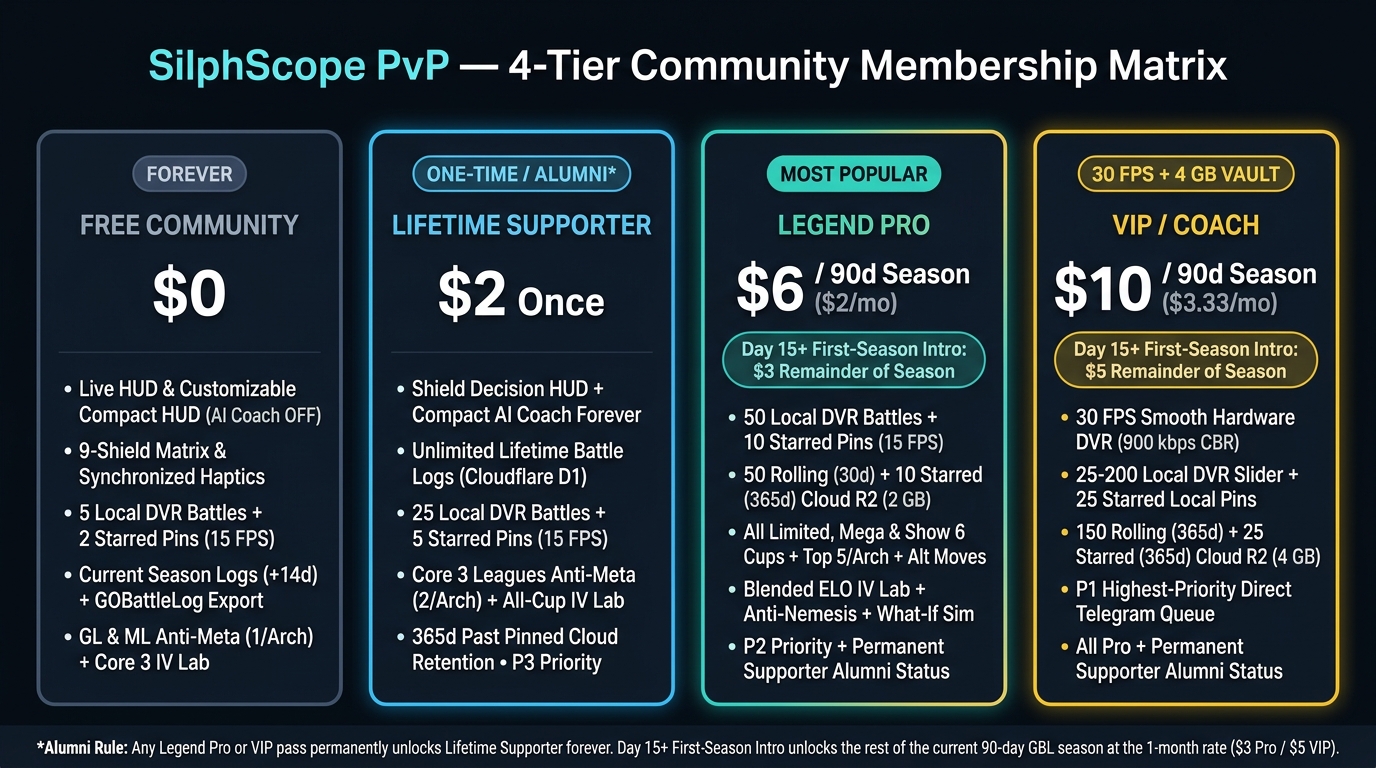 SilphScope PvP — 4-Tier Community Membership Matrix
FOREVER
FREE COMMUNITY
$0
• Live HUD & Customizable
Compact HUD (AI Coach OFF)
• 9-Shield Matrix &
Synchronized Haptics
• 5 Local DVR Battles +
2 Starred Pins (15 FPS)
• Current Season Logs (+14d)
+ GOBattleLog Export
• GL & ML Anti-Meta (1/Arch)
+ Core 3 IV Lab
ONE-TIME / ALUMNI*
LIFETIME SUPPORTER
$2 Once
• Shield Decision HUD +
Compact AI Coach Forever
• Unlimited Lifetime Battle
Logs (Cloudflare D1)
• 25 Local DVR Battles +
5 Starred Pins (15 FPS)
• Core 3 Leagues Anti-Meta
(2/Arch) + All-Cup IV Lab
• 365d Past Pinned Cloud
Retention • P3 Priority
MOST POPULAR
LEGEND PRO
$6 / 90d Season
($2/mo)
Day 15+ First-Season Intro:
$3 Remainder of Season
• 50 Local DVR Battles +
10 Starred Pins (15 FPS)
• 50 Rolling (30d) + 10 Starred
(365d) Cloud R2 (2 GB)
• All Limited, Mega & Show 6
Cups + Top 5/Arch + Alt Moves
• Blended ELO IV Lab +
Anti-Nemesis + What-If Sim
• P2 Priority + Permanent
Supporter Alumni Status
30 FPS + 4 GB VAULT
VIP / COACH
$10 / 90d Season
($3.33/mo)
Day 15+ First-Season Intro:
$5 Remainder of Season
• 30 FPS Smooth Hardware
DVR (900 kbps CBR)
• 25-200 Local DVR Slider +
25 Starred Local Pins
• 150 Rolling (365d) + 25
Starred (365d) Cloud R2 (4 GB)
• P1 Highest-Priority Direct
Telegram Queue
• All Pro + Permanent
Supporter Alumni Status
*Alumni Rule: Any Legend Pro or VIP pass permanently unlocks Lifetime Supporter forever. Day 15+ First-Season Intro unlocks the rest of the current 90-day GBL season at the 1-month rate ($3 Pro / $5 VIP).